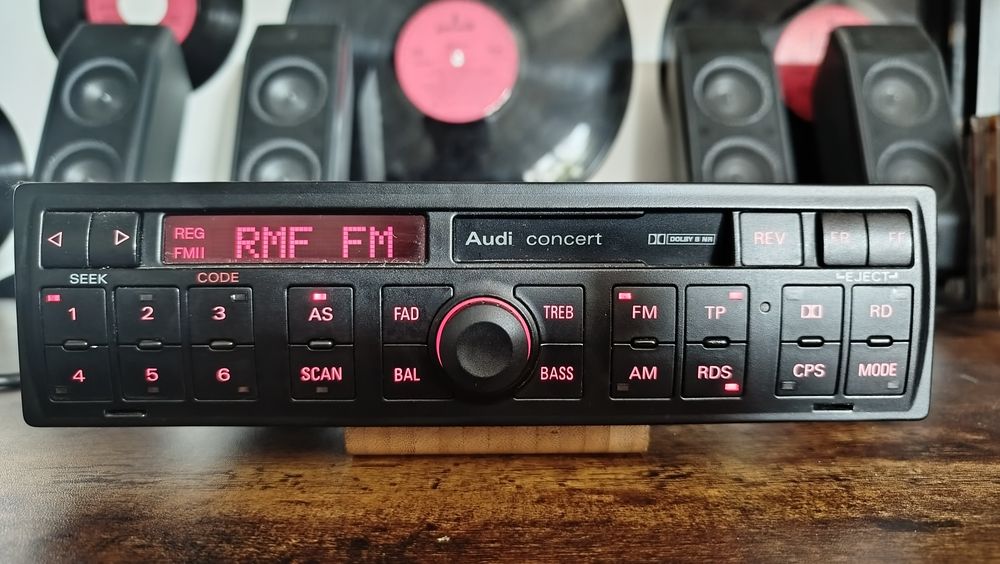 REG
FMII
RMF FM
Audi concert
DOLBY B NR
REV
FR
FF
SEEK
CODE
EJECT
1
2
3
AS
FAD
TREB
FM
TP
RD
4
5
6
SCAN
BAL
BASS
AM
RDS
CPS
MODE